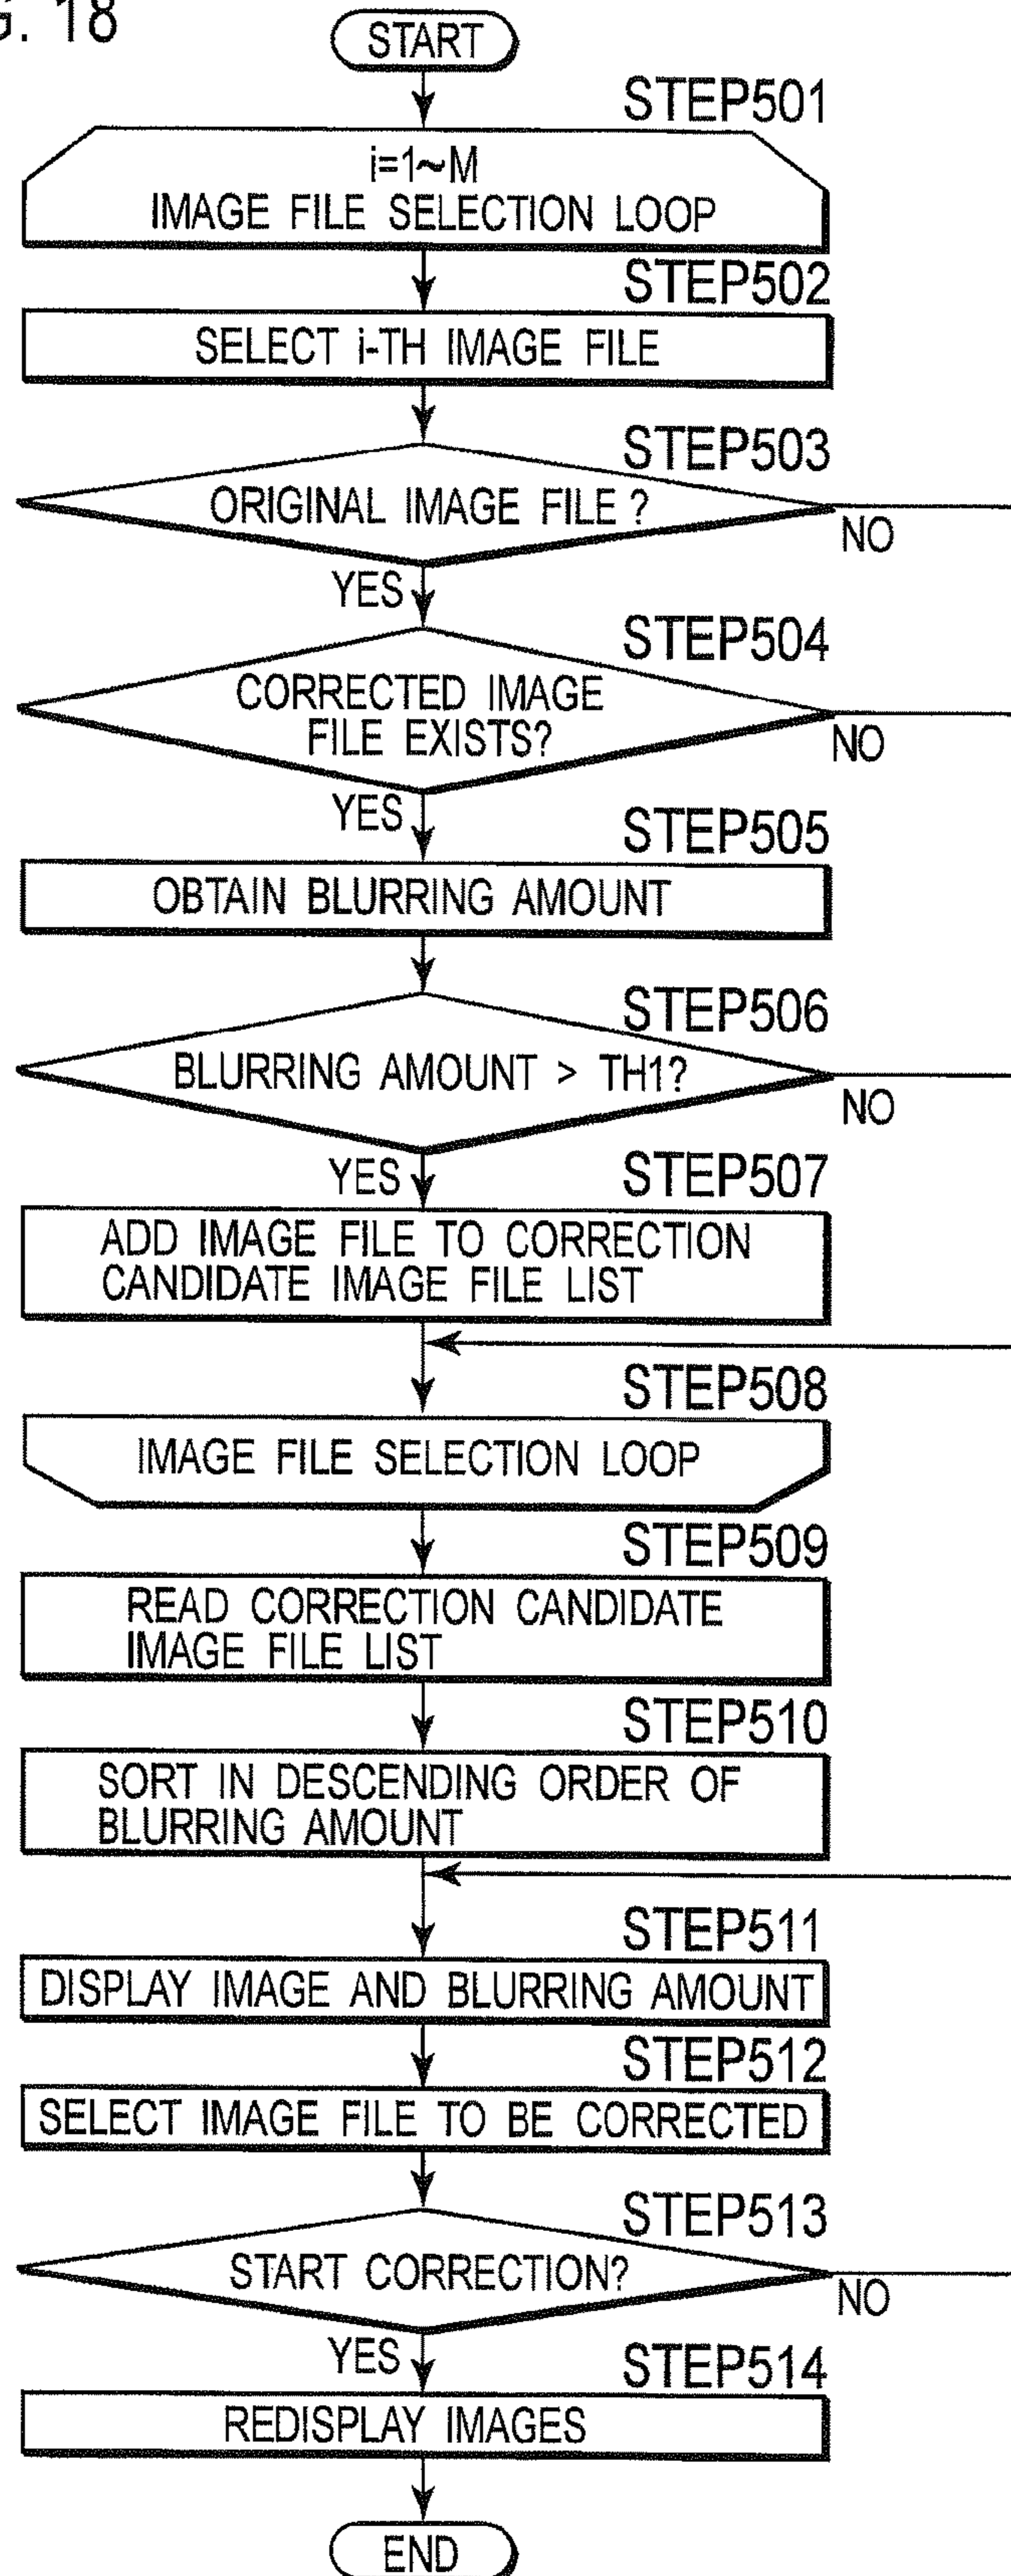 G. 18
START
STEP501
i=1~M
IMAGE FILE SELECTION LOOP
STEP502
SELECT i-TH IMAGE FILE
STEP503
ORIGINAL IMAGE FILE ?
NO
YES
STEP504
CORRECTED IMAGE
FILE EXISTS?
NO
YES
STEP505
OBTAIN BLURRING AMOUNT
STEP506
BLURRING AMOUNT > TH1?
NO
YES
STEP507
ADD IMAGE FILE TO CORRECTION
CANDIDATE IMAGE FILE LIST
STEP508
IMAGE FILE SELECTION LOOP
STEP509
READ CORRECTION CANDIDATE
IMAGE FILE LIST
STEP510
SORT IN DESCENDING ORDER OF
BLURRING AMOUNT
STEP511
DISPLAY IMAGE AND BLURRING AMOUNT
STEP512
SELECT IMAGE FILE TO BE CORRECTED
STEP513
START CORRECTION?
NO
YES
STEP514
REDISPLAY IMAGES
END